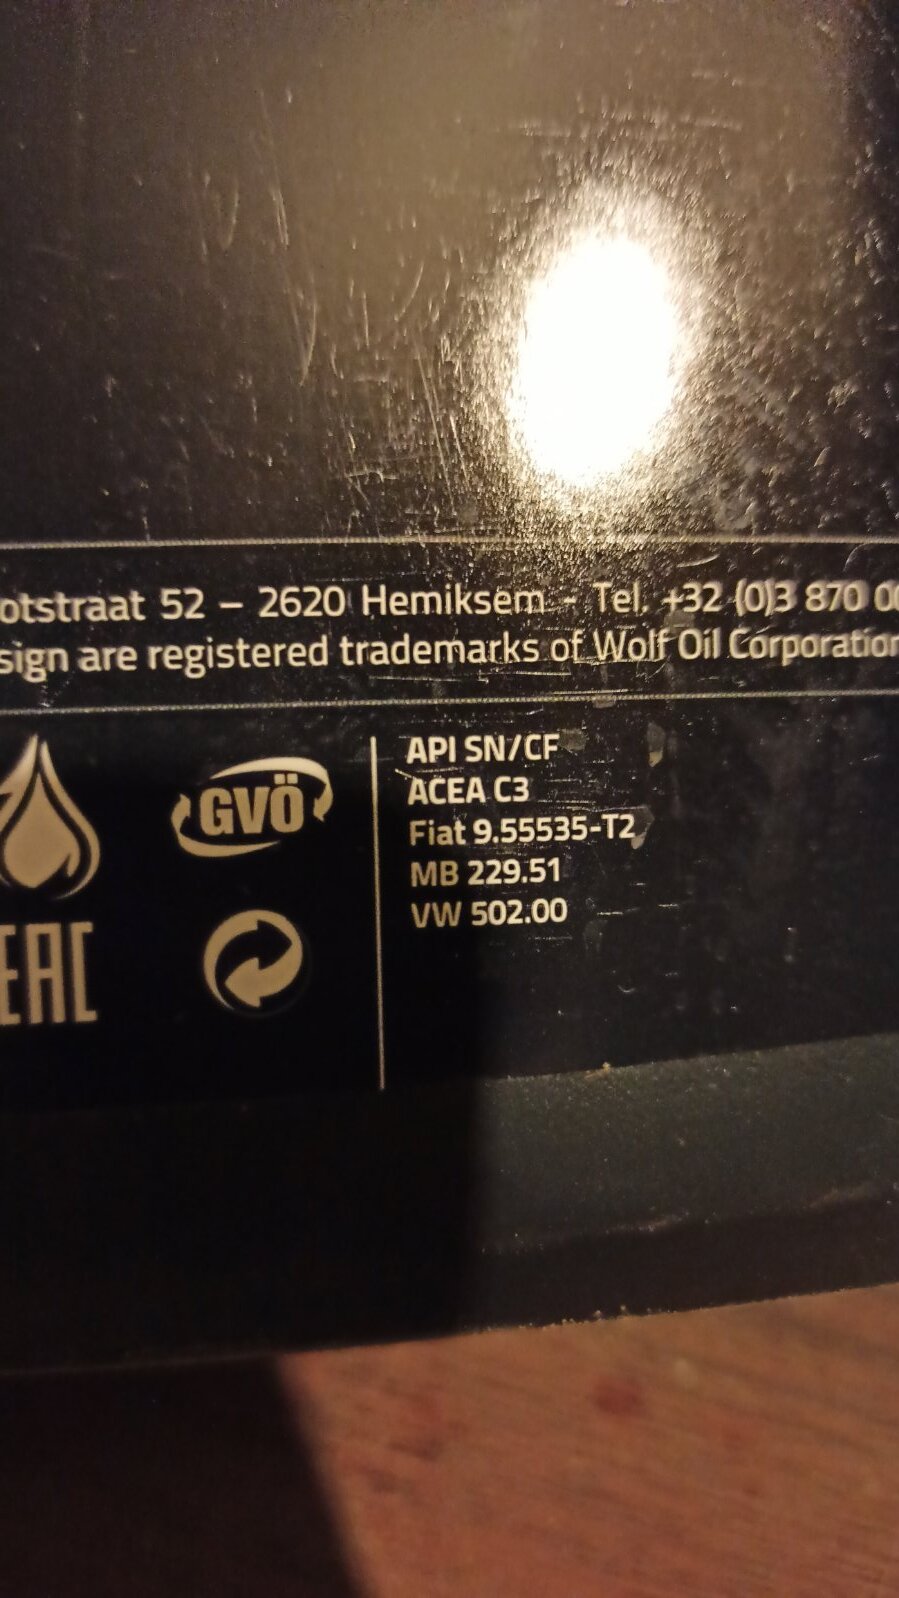 otstraat 52 – 2620 Hemiksem - Tel. +32 (0)3 870 00
sign are registered trademarks of Wolf Oil Corporation
GVÖ
EAC
API SN/CF
ACEA C3
Fiat 9.55535-T2
MB 229.51
VW 502.00